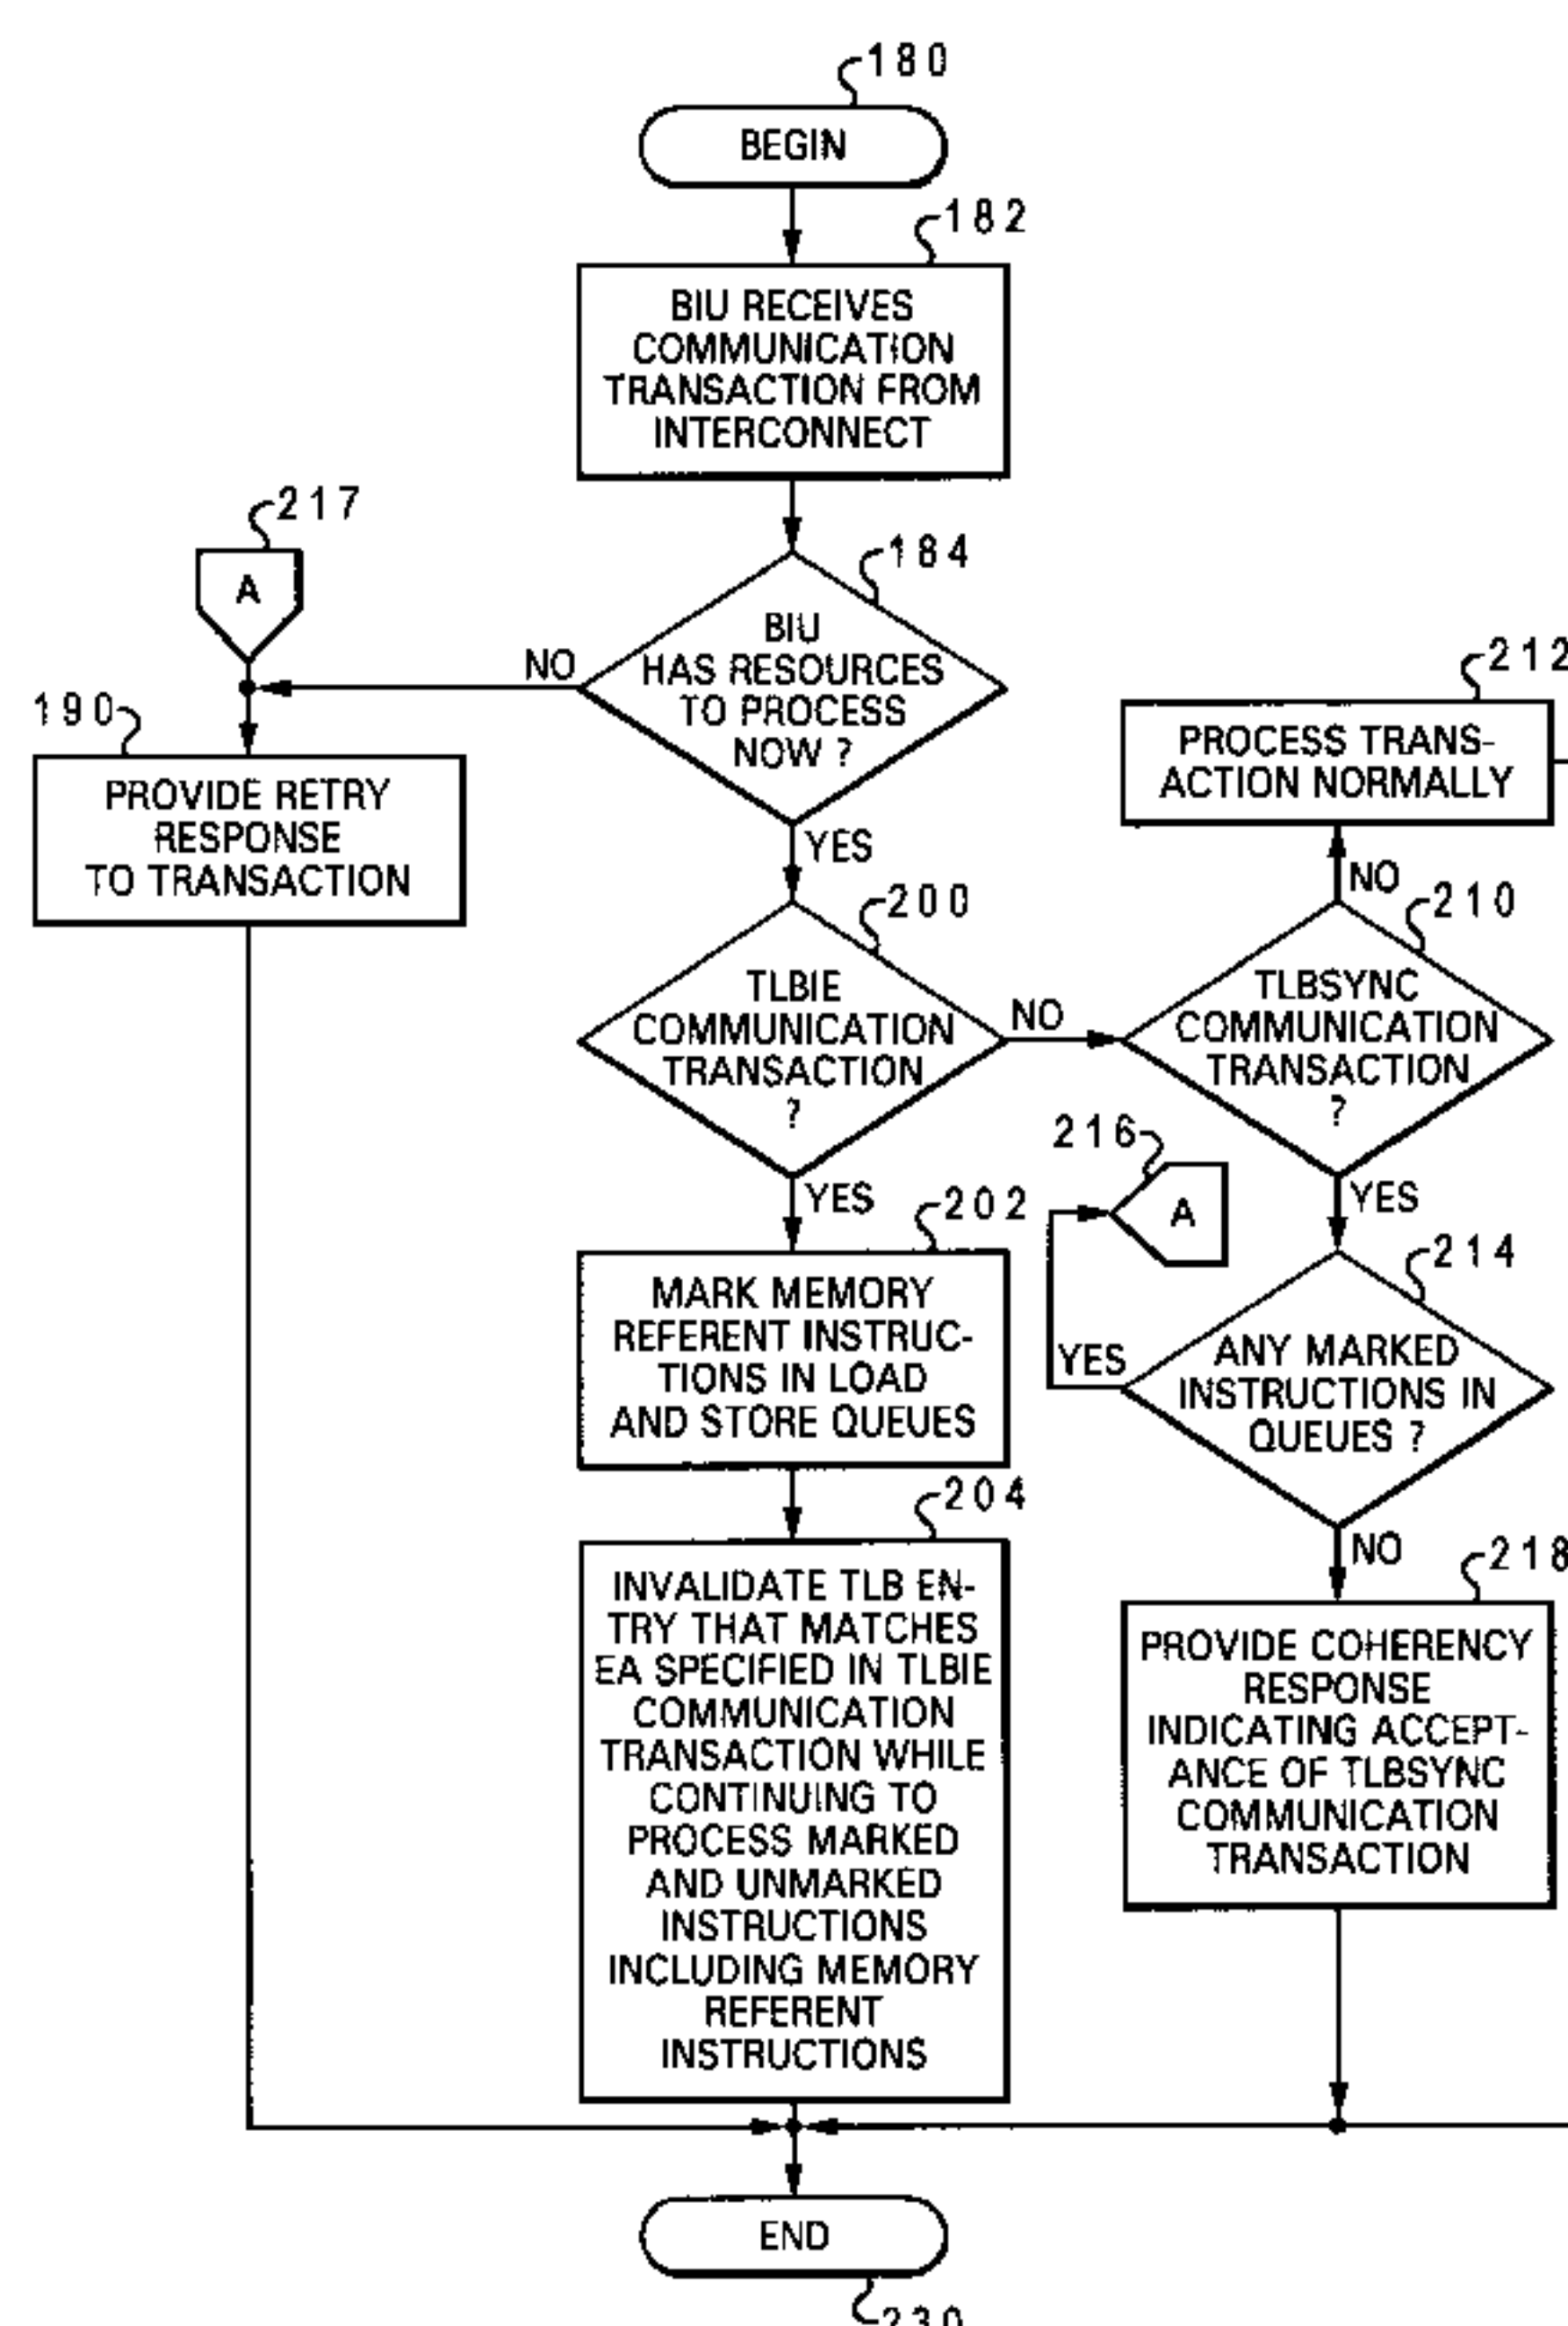 180
BEGIN
182
BIU RECEIVES
COMMUNICATION
TRANSACTION FROM
INTERCONNECT
217
A
184
BIU
HAS RESOURCES
TO PROCESS
NOW ?
NO
YES
190
PROVIDE RETRY
RESPONSE
TO TRANSACTION
212
PROCESS TRANS-
ACTION NORMALLY
NO
200
TLBIE
COMMUNICATION
TRANSACTION
?
NO
YES
210
TLBSYNC
COMMUNICATION
TRANSACTION
?
YES
216
A
202
MARK MEMORY
REFERENT INSTRUC-
TIONS IN LOAD
AND STORE QUEUES
214
ANY MARKED
INSTRUCTIONS IN
QUEUES ?
YES
NO
204
INVALIDATE TLB EN-
TRY THAT MATCHES
EA SPECIFIED IN TLBIE
COMMUNICATION
TRANSACTION WHILE
CONTINUING TO
PROCESS MARKED
AND UNMARKED
INSTRUCTIONS
INCLUDING MEMORY
REFERENT
INSTRUCTIONS
218
PROVIDE COHERENCY
RESPONSE
INDICATING ACCEPT-
ANCE OF TLBSYNC
COMMUNICATION
TRANSACTION
END
230